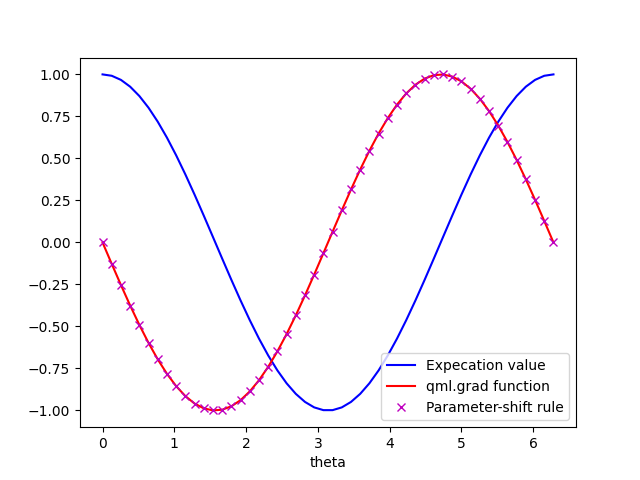 1.00
0.75
0.50
0.25
0.00
−0.25
−0.50
−0.75
−1.00
Expecation value
qml.grad function
Parameter-shift rule
0 1 2 3 4 5 6
theta